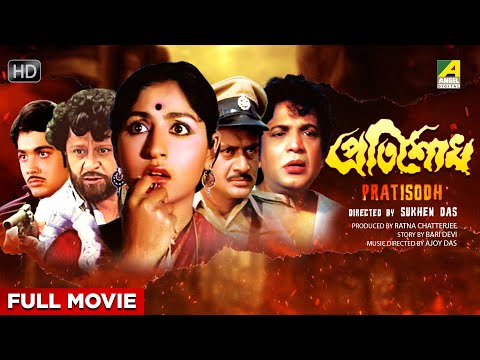 HD
ANGEL
DIGITAL
প্রতিশোধ
PRATISODH
DIRECTED BY SUKHEN DAS
PRODUCED BY RATNA CHATTERJEE
STORY BY BARI DEVI
MUSIC DIRECTED BY AJOY DAS
FULL MOVIE